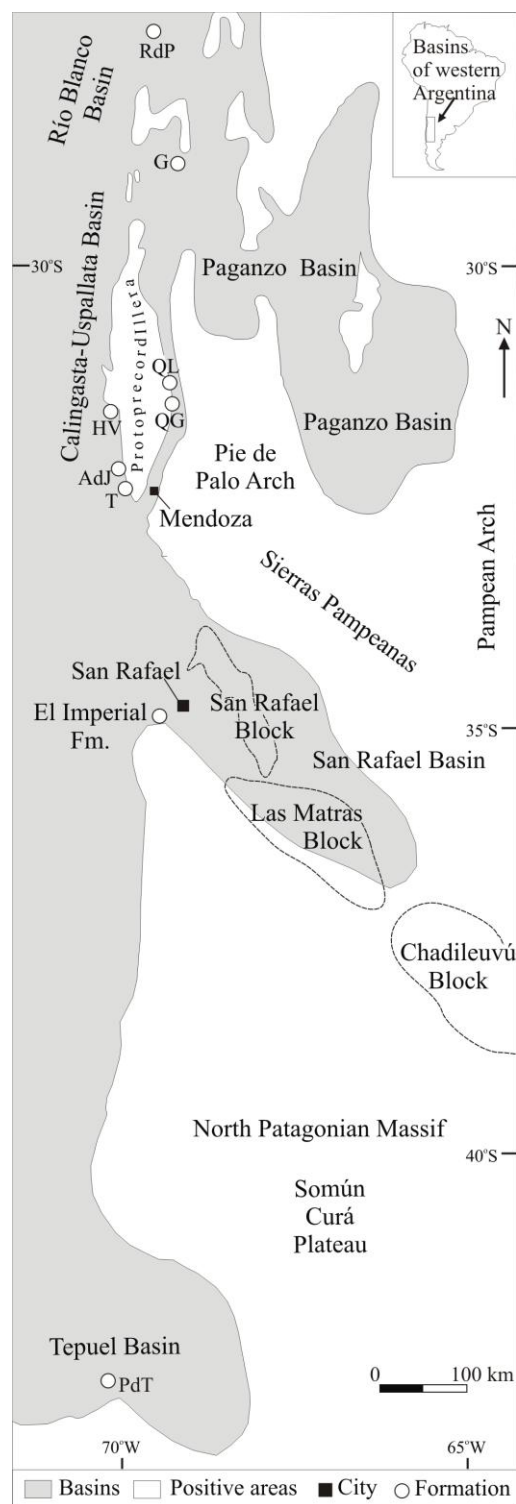 RdP
Basins
of western
Argentina
Río Blanco
Basin
G
30°S
30°S
Paganzo Basin
Calingasta-Uspallata Basin
Protoprecordillera
N
QL
QG
HV
Paganzo Basin
AdJ
T
Pie de
Palo Arch
Mendoza
Pampean Arch
Sierras Pampeanas
San Rafael
El Imperial
Fm.
San Rafael
Block
35°S
San Rafael Basin
Las Matras
Block
Chadileuvú
Block
North Patagonian Massif
40°S
Somún
Curá
Plateau
Tepuel Basin
PdT
0 100 km
70°W
65°W
Basins Positive areas City Formation